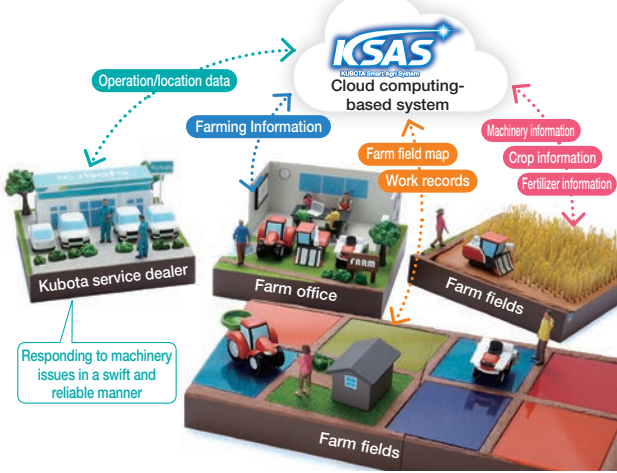 KSAS
KUBOTA Smart Agri System
Cloud computing-
based system
Operation/location data
Farming Information
Farm field map
Work records
Machinery information
Crop information
Fertilizer information
Kubota
Kubota service dealer
FARM
Farm office
Farm fields
Responding to machinery
issues in a swift and
reliable manner
Farm fields